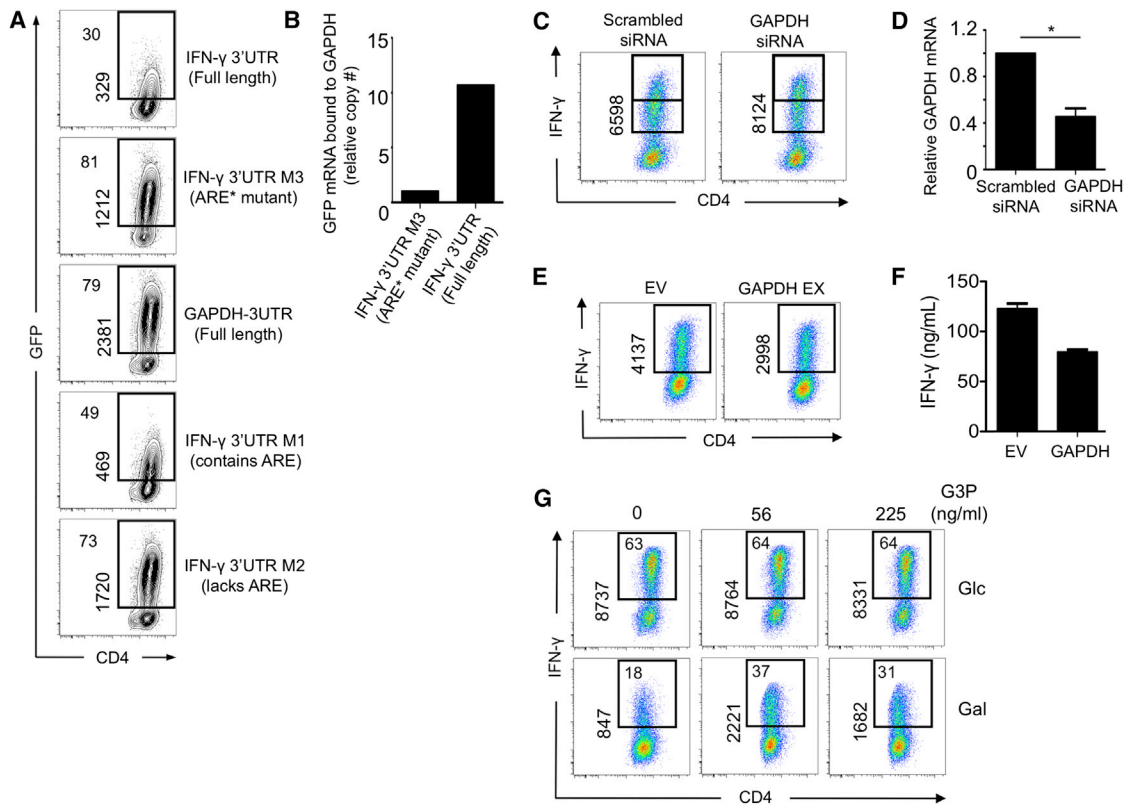 A
30
329
IFN-γ 3'UTR
(Full length)
81
1212
IFN-γ 3'UTR M3
(ARE* mutant)
79
2381
GAPDH-3UTR
(Full length)
49
469
IFN-γ 3'UTR M1
(contains ARE)
73
1720
IFN-γ 3'UTR M2
(lacks ARE)
GFP
CD4
B
GFP mRNA bound to GAPDH
(relative copy #)
15
10
5
0
IFN-γ 3'UTR M3
(ARE* mutant)
IFN-γ 3'UTR
(Full length)
C
Scrambled
siRNA
GAPDH
siRNA
6598
8124
IFN-γ
CD4
D
Relative GAPDH mRNA
1.2
0.8
0.4
0
*
Scrambled
siRNA
GAPDH
siRNA
E
EV
GAPDH EX
4137
2998
IFN-γ
CD4
F
IFN-γ (ng/mL)
150
100
50
0
EV
GAPDH
G
0
56
225
G3P
(ng/ml)
63
8737
64
8764
64
8331
Glc
18
847
37
2221
31
1682
Gal
IFN-γ
CD4